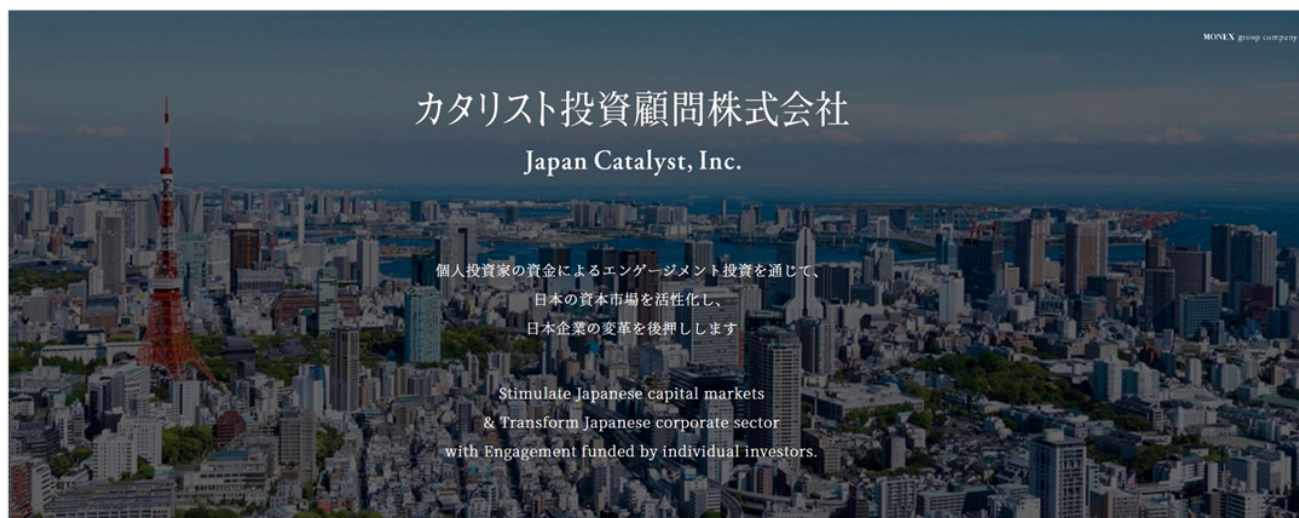 MONEX group company
カタリスト投資顧問株式会社
Japan Catalyst, Inc.
個人投資家の資金によるエンゲージメント投資を通じて、
日本の資本市場を活性化し、
日本企業の変革を後押しします
Stimulate Japanese capital markets
& Transform Japanese corporate sector
with Engagement funded by individual investors.